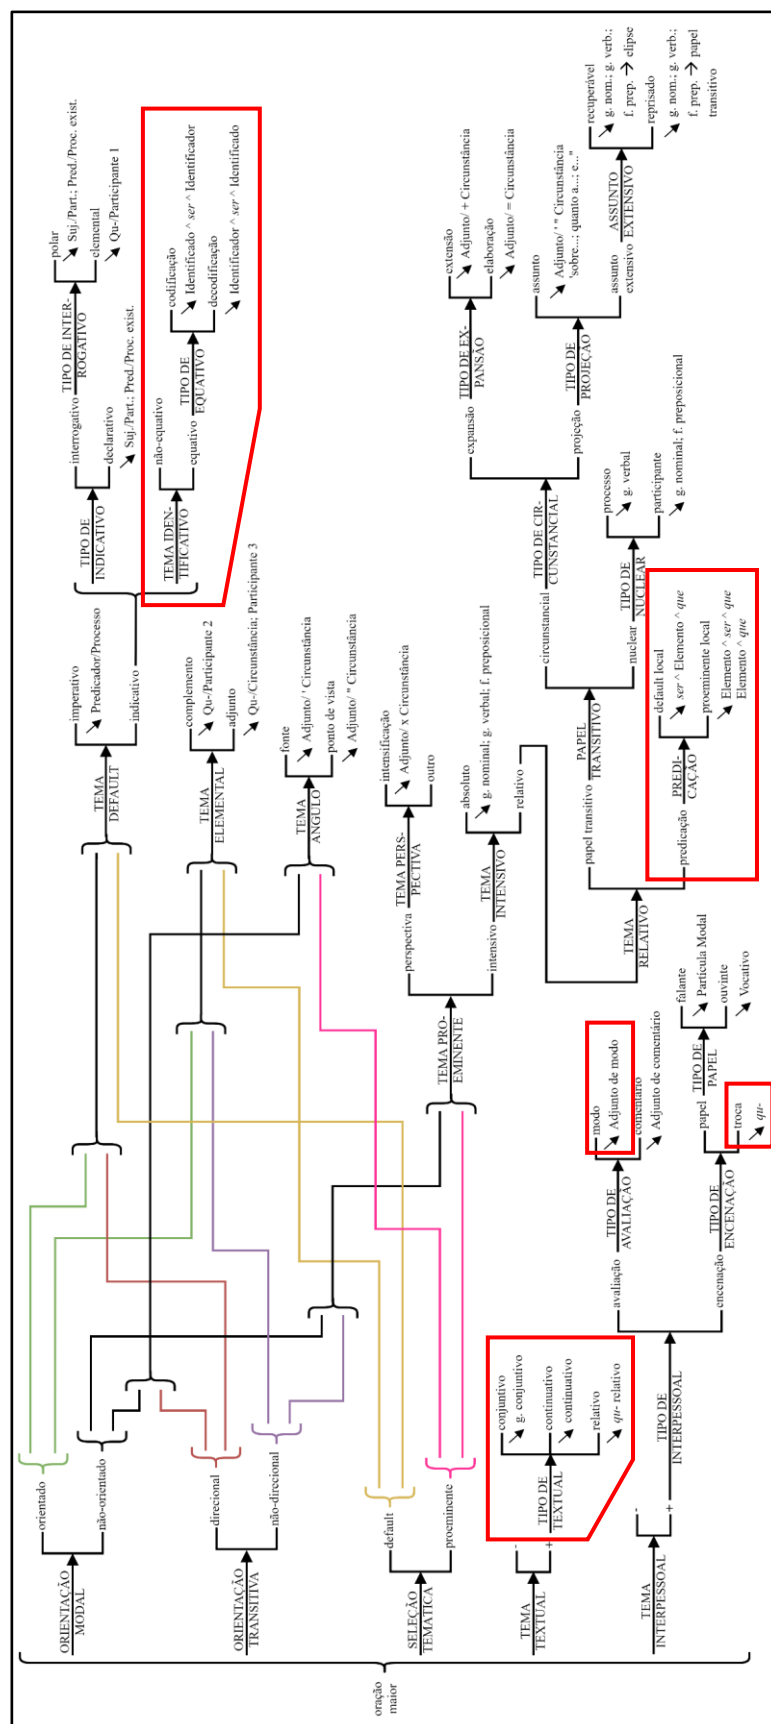 oração
maior
ORIENTAÇÃO
MODAL
orientado
não-orientado
ORIENTAÇÃO
TRANSITIVA
direcional
não-direcional
SELEÇÃO
TEMÁTICA
default
proeminente
TEMA
TEXTUAL
-
+
TIPO DE
TEXTUAL
conjuntivo
g. conjuntivo
continuativo
continuativo
relativo
qu- relativo
TEMA
INTERPESSOAL
-
+
TIPO DE
INTERPESSOAL
avaliação
encenação
TIPO DE
AVALIAÇÃO
modo
Adjunto de modo
comentário
Adjunto de comentário
TIPO DE
ENCENAÇÃO
papel
troca
qu-
TIPO DE
PAPEL
falante
Partícula Modal
ouvinte
Vocativo
TEMA
DEFAULT
imperativo
Predicador/Processo
indicativo
TIPO DE
INDICATIVO
interrogativo
declarativo
Suj./Part.; Pred./Proc. exist.
TIPO DE INTER-
ROGATIVO
polar
Suj./Part.; Pred./Proc. exist.
elemental
Qu-/Participante 1
TEMA IDEN-
TIFICATIVO
não-equativo
equativo
TIPO DE
EQUATIVO
codificação
Identificado ^ ser ^ Identificador
decodificação
Identificador ^ ser ^ Identificado
TEMA
ELEMENTAL
complemento
Qu-/Participante 2
adjunto
Qu-/Circunstância; Participante 3
TEMA
ÂNGULO
fonte
Adjunto/ ' Circunstância
ponto de vista
Adjunto/ " Circunstância
TEMA PRO-
EMINENTE
perspectiva
intensivo
TEMA PERS-
PECTIVA
intensificação
Adjunto/ x Circunstância
outro
TEMA
INTENSIVO
absoluto
g. nominal; g. verbal; f. preposicional
relativo
TEMA
RELATIVO
papel transitivo
predicação
PAPEL
TRANSITIVO
circunstancial
nuclear
TIPO DE CIR-
CUNSTANCIAL
expansão
projeção
TIPO DE EX-
PANSÃO
extensão
Adjunto/ + Circunstância
elaboração
Adjunto/ = Circunstância
TIPO DE
PROJEÇÃO
assunto
Adjunto/ ' " Circunstância
'sobre...; quanto a...; e...''
assunto
extensivo
ASSUNTO
EXTENSIVO
recuperável
g. nom.; g. verb.;
f. prep. → elipse
reprisado
g. nom.; g. verb.;
f. prep. → papel
transitivo
TIPO DE
NUCLEAR
processo
g. verbal
participante
g. nominal; f. preposicional
PREDI-
CAÇÃO
default local
ser ^ Elemento ^ que
proeminente local
Elemento ^ ser ^ que
Elemento ^ que